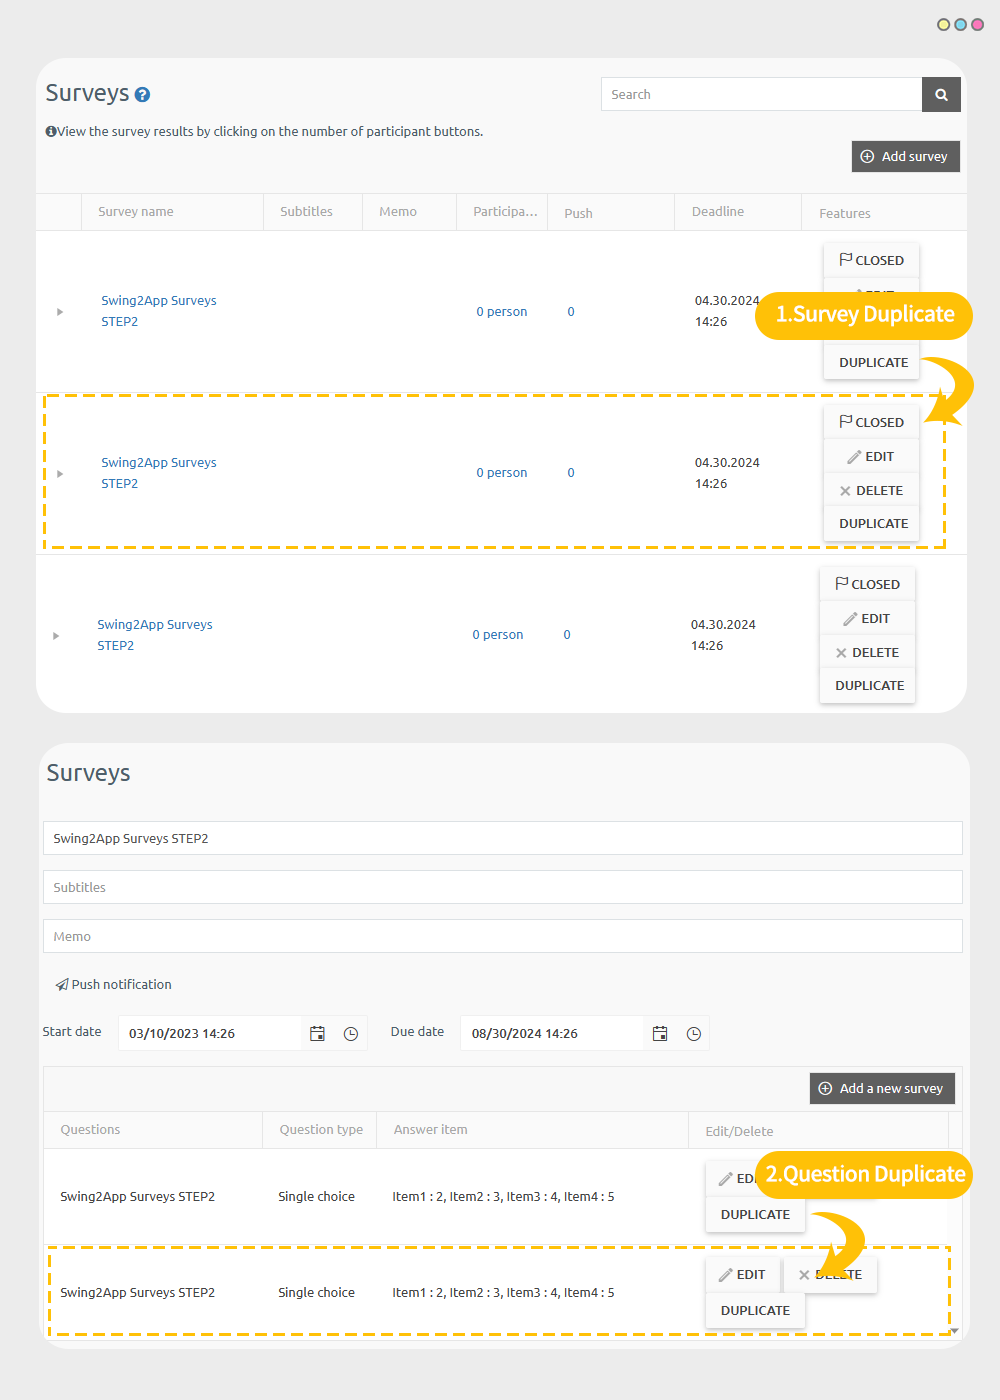 Surveys
Search
View the survey results by clicking on the number of participant buttons.
Add survey
Survey name Subtitles Memo Participa... Push Deadline Features
CLOSED
Swing2App Surveys
STEP2
0 person 0
04.30.2024
14:26
1.Survey Duplicate
DUPLICATE
CLOSED
EDIT
Swing2App Surveys
STEP2
0 person 0
04.30.2024
14:26
DELETE
DUPLICATE
CLOSED
EDIT
Swing2App Surveys
STEP2
0 person 0
04.30.2024
14:26
DELETE
DUPLICATE
Surveys
Swing2App Surveys STEP2
Subtitles
Memo
Push notification
Start date 03/10/2023 14:26 Due date 08/30/2024 14:26
Add a new survey
Questions Question type Answer item Edit/Delete
2.Question Duplicate
Swing2App Surveys STEP2 Single choice Item1 : 2, Item2 : 3, Item3 : 4, Item4 : 5
DUPLICATE
EDIT DELETE
Swing2App Surveys STEP2 Single choice Item1 : 2, Item2 : 3, Item3 : 4, Item4 : 5
DUPLICATE